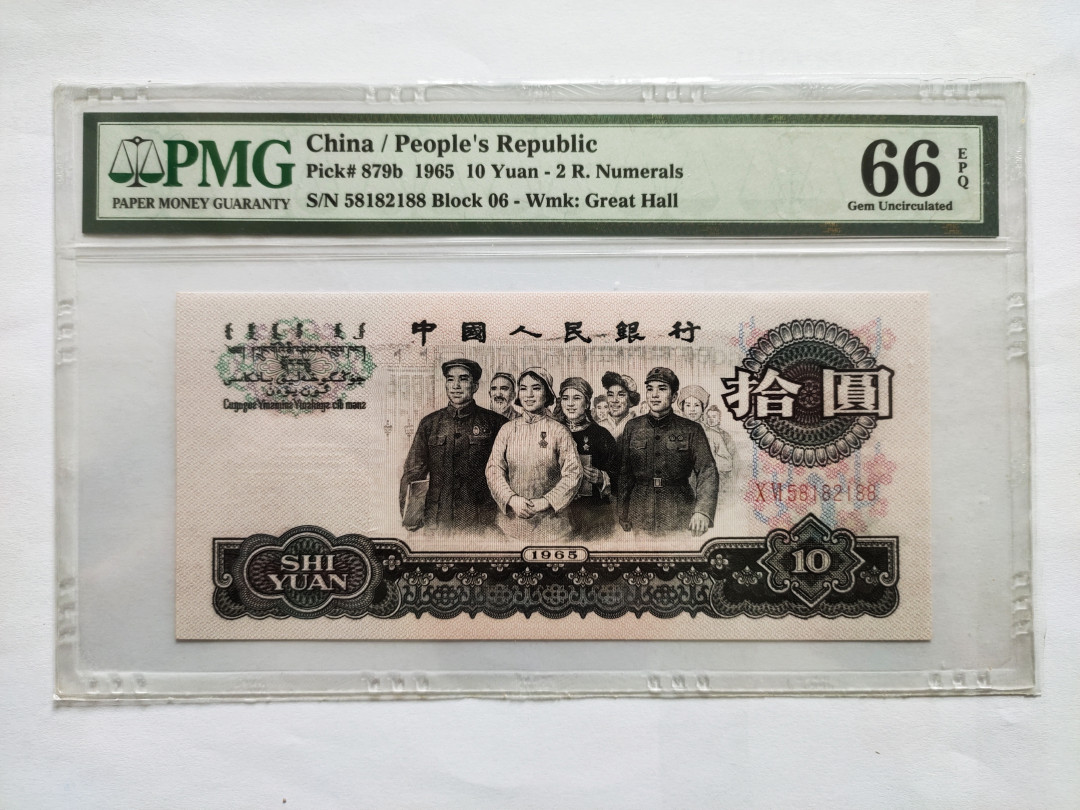 PMG
PAPER MONEY GUARANTY
China / People's Republic
Pick# 879b 1965 10 Yuan - 2 R. Numerals
S/N 58182188 Block 06 - Wmk: Great Hall
66
EPQ
Gem Uncirculated
中國人民銀行
拾圓
58182188
1965
SHI
YUAN
10